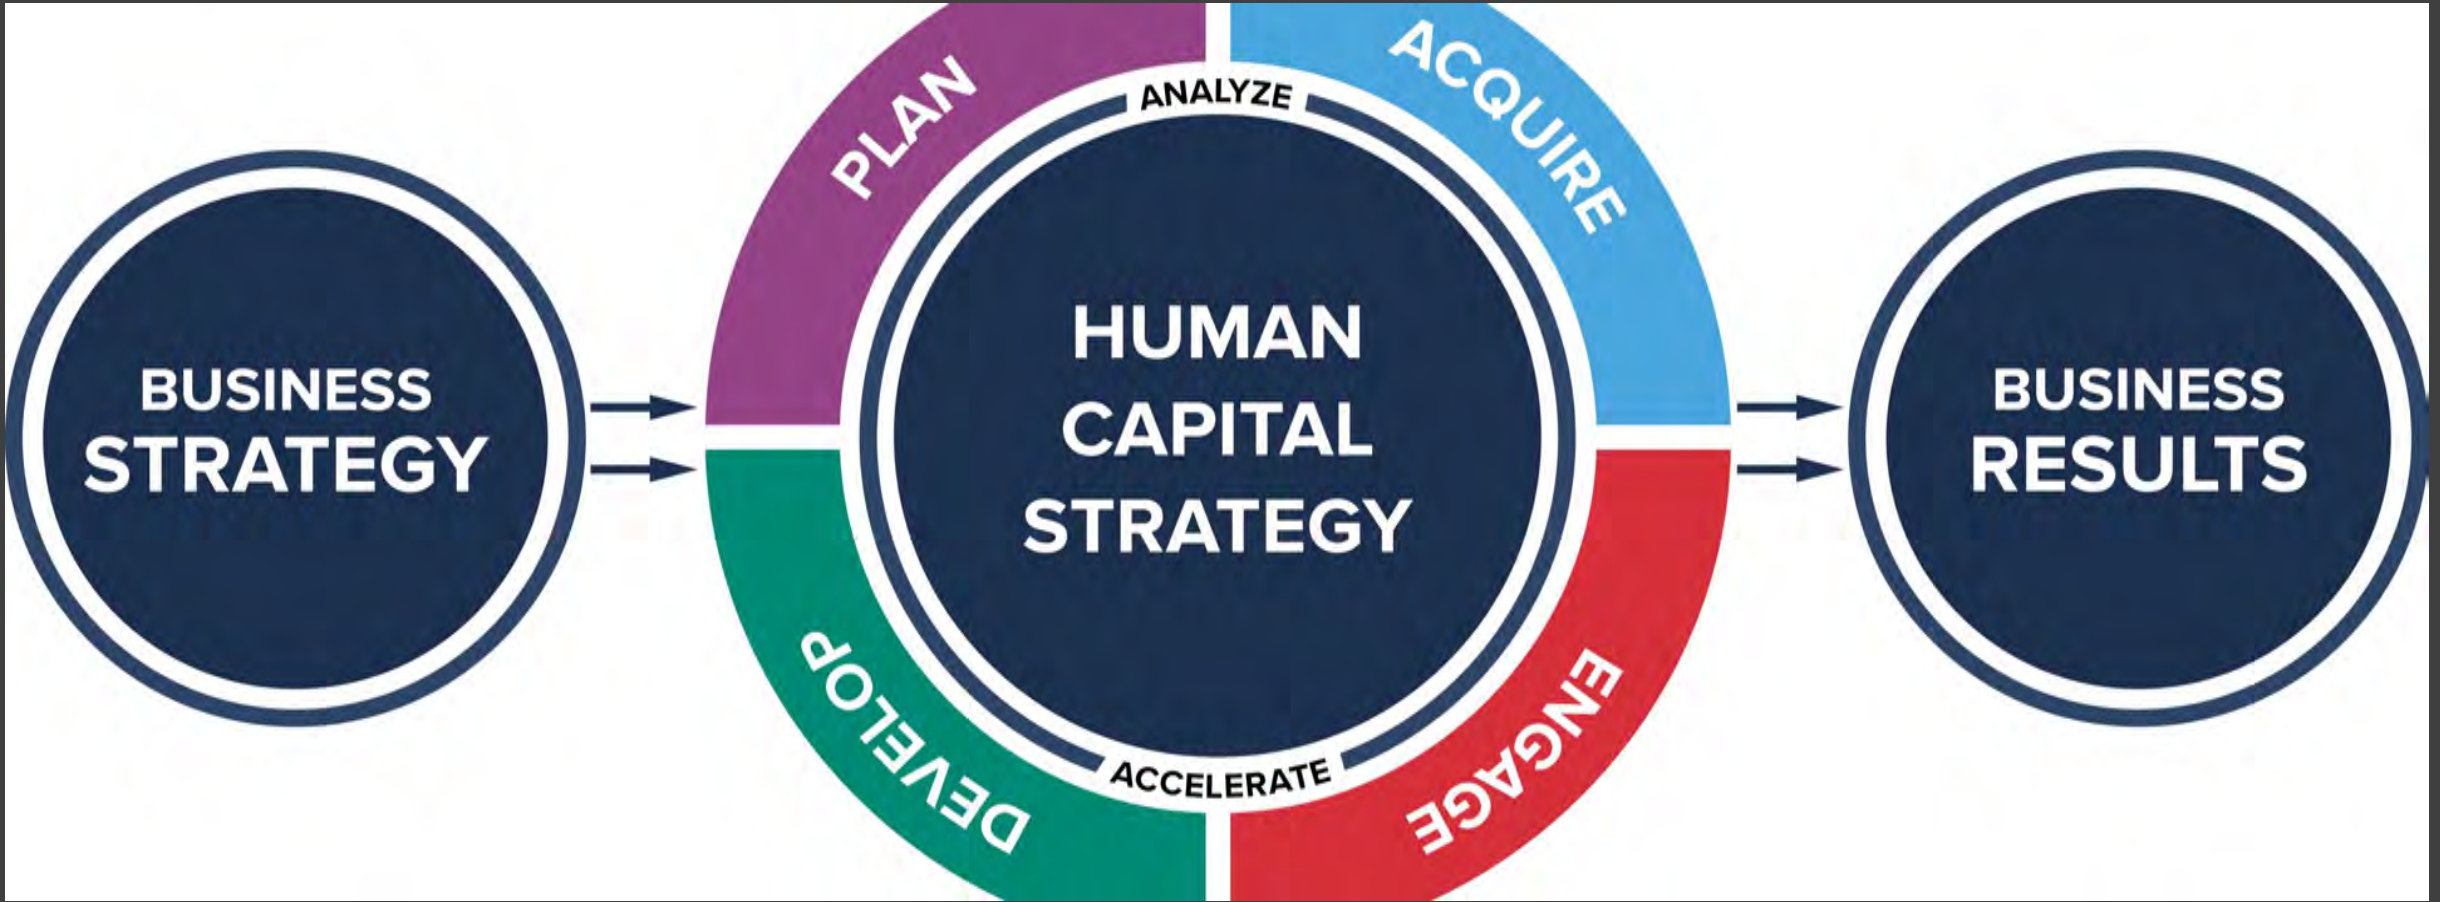 BUSINESS
STRATEGY
PLAN
ACQUIRE
ANALYZE
HUMAN
CAPITAL
STRATEGY
ACCELERATE
DEVELOP
ENGAGE
BUSINESS
RESULTS